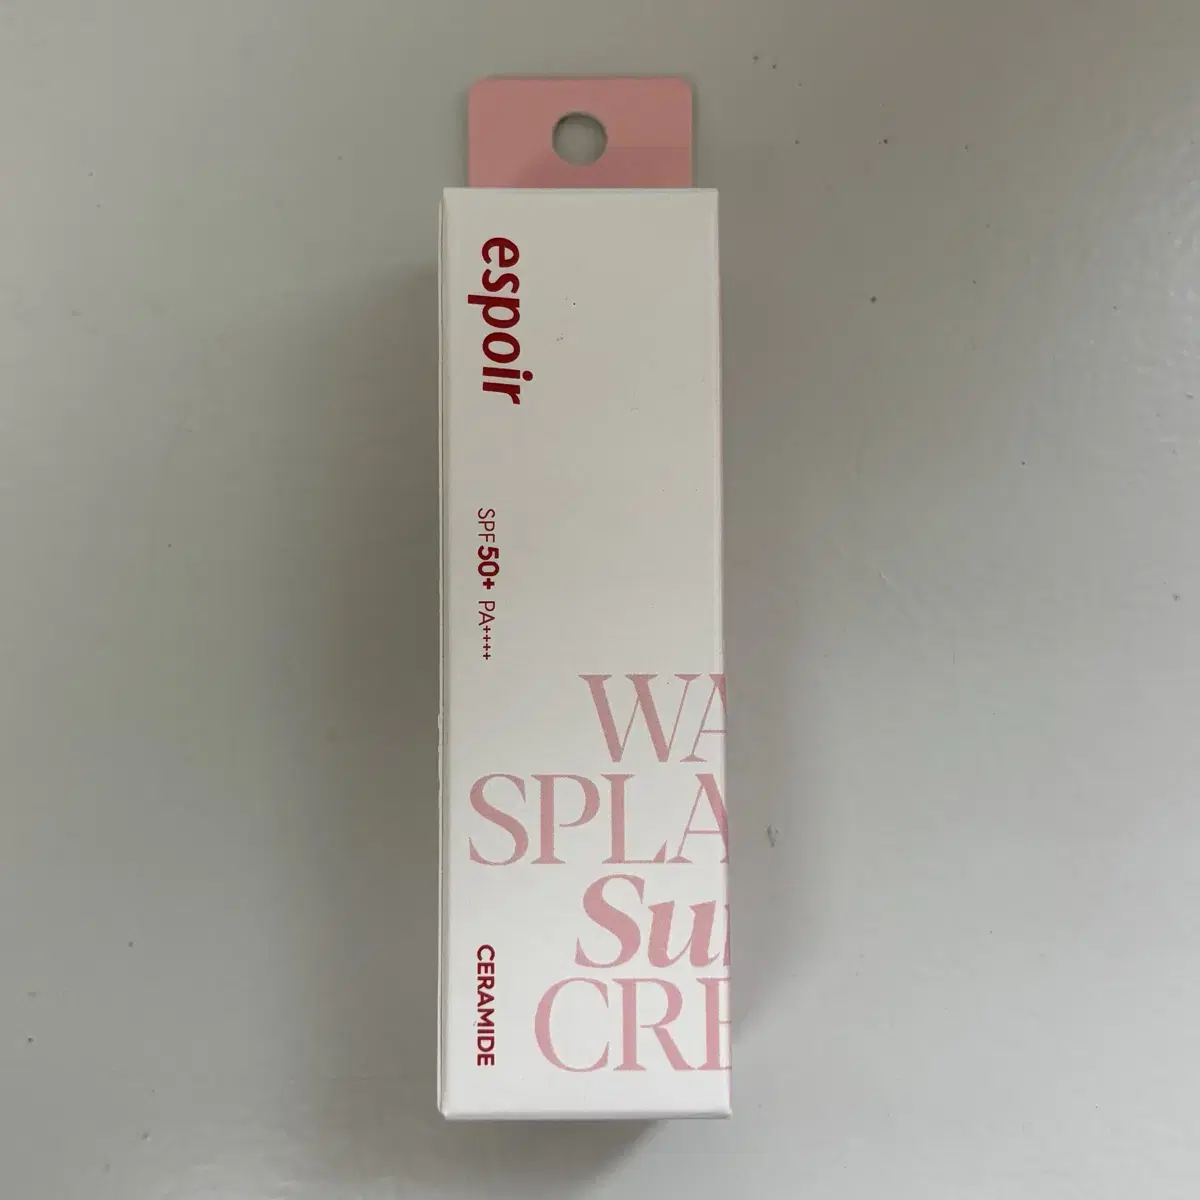 espoir
SPF50+ PA++++
WA
SPLA
Su
CRE
CERAMIDE